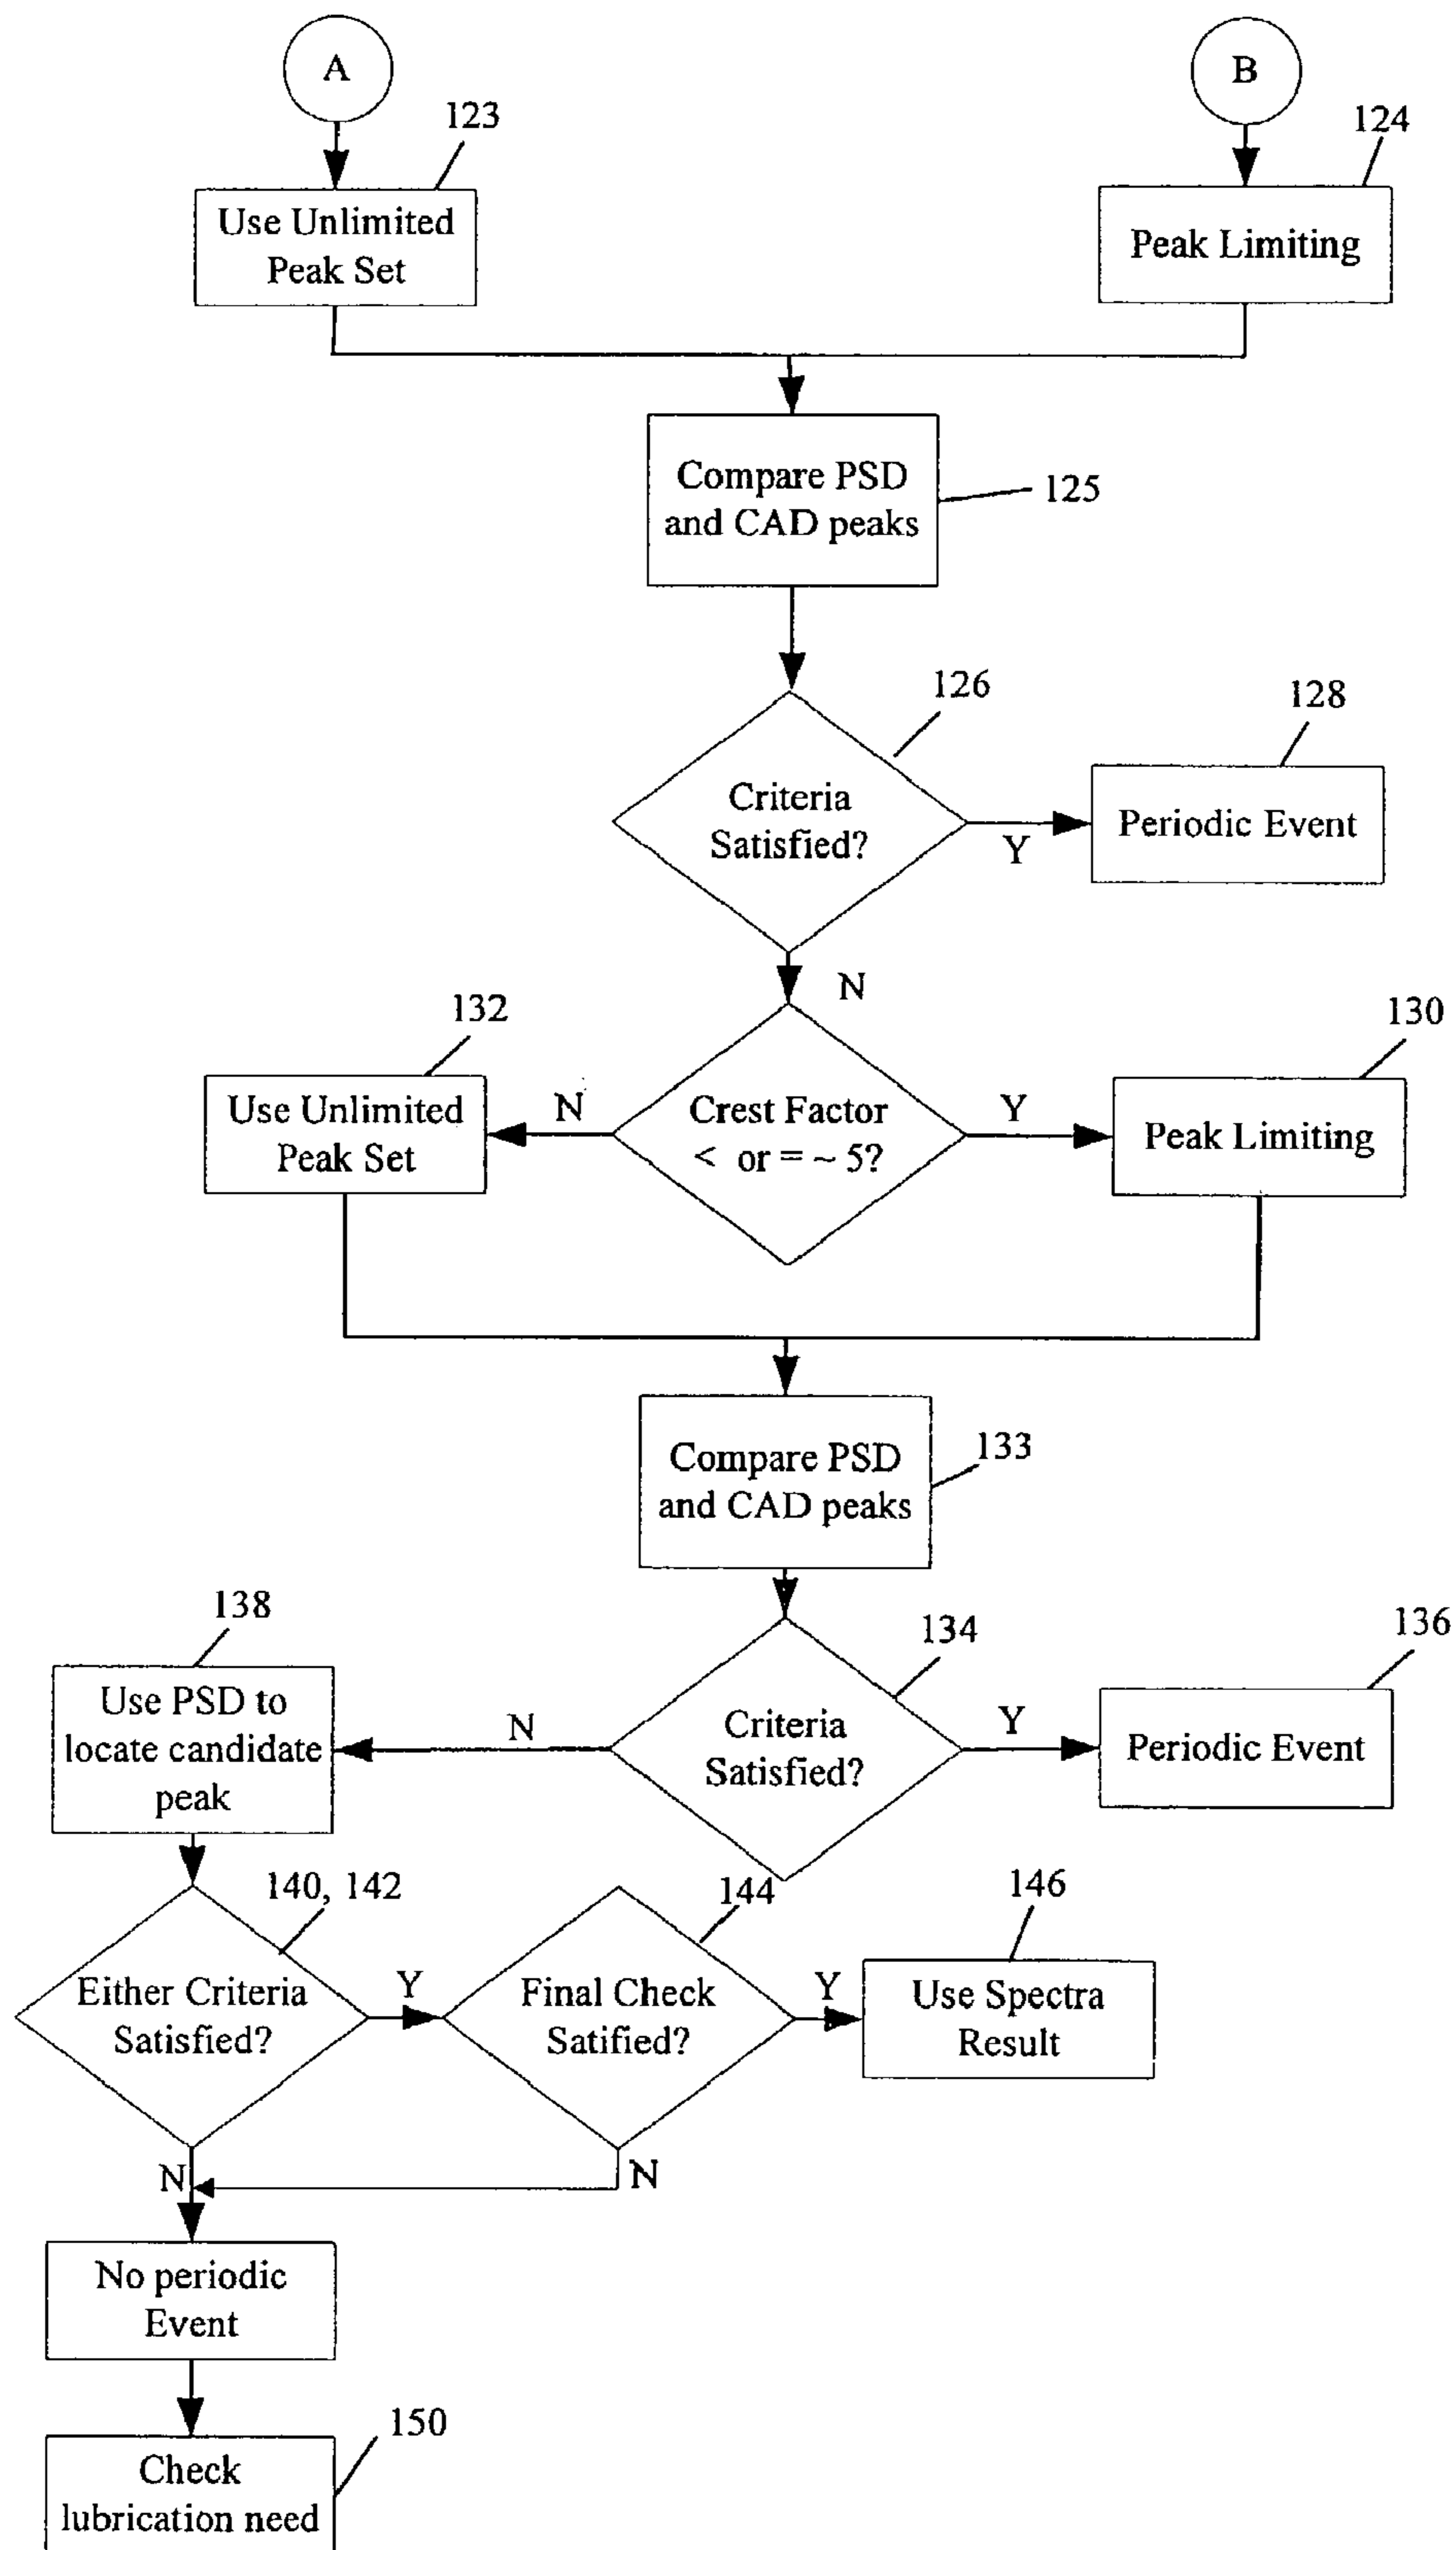 A
B
123
124
Use Unlimited
Peak Set
Peak Limiting
Compare PSD
and CAD peaks
125
126
128
Criteria
Satisfied?
Y
Periodic Event
N
132
130
Use Unlimited
Peak Set
N
Crest Factor
< or = ~ 5?
Y
Peak Limiting
Compare PSD
and CAD peaks
133
138
134
136
Use PSD to
locate candidate
peak
N
Criteria
Satisfied?
Y
Periodic Event
140, 142
144
146
Either Criteria
Satisfied?
Y
Final Check
Satified?
Y
Use Spectra
Result
N
N
No periodic
Event
150
Check
lubrication need